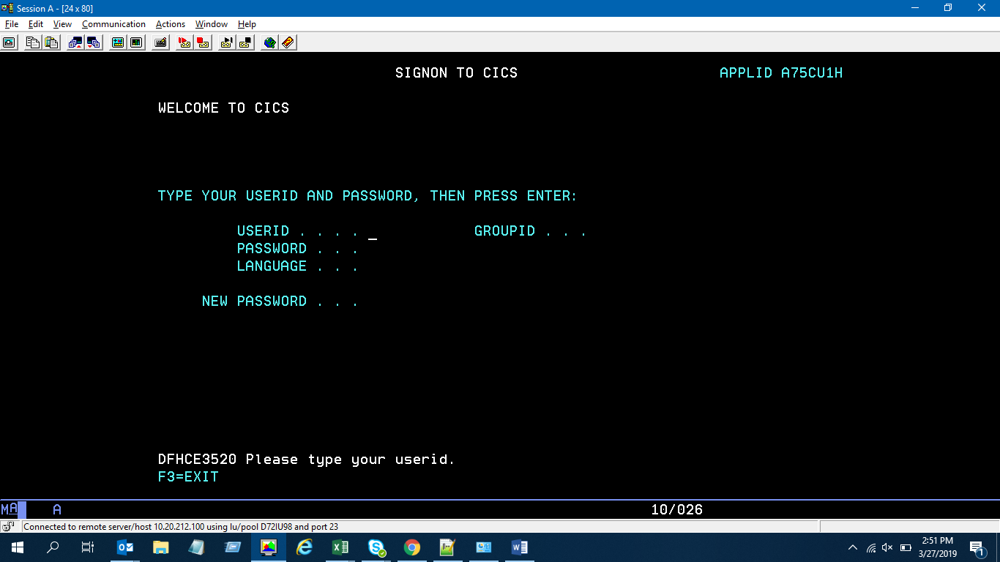 Session A - [24 x 80]
File Edit View Communication Actions Window Help
SIGNON TO CICS APPLID A75CU1H
WELCOME TO CICS
TYPE YOUR USERID AND PASSWORD, THEN PRESS ENTER:
USERID . . . . _ GROUPID . . .
PASSWORD . . .
LANGUAGE . . .
NEW PASSWORD . . .
DFHCE3520 Please type your userid.
F3=EXIT
MA A 10/026
Connected to remote server/host 10.20.212.100 using lu/pool D72IU98 and port 23
2:51 PM
3/27/2019
1